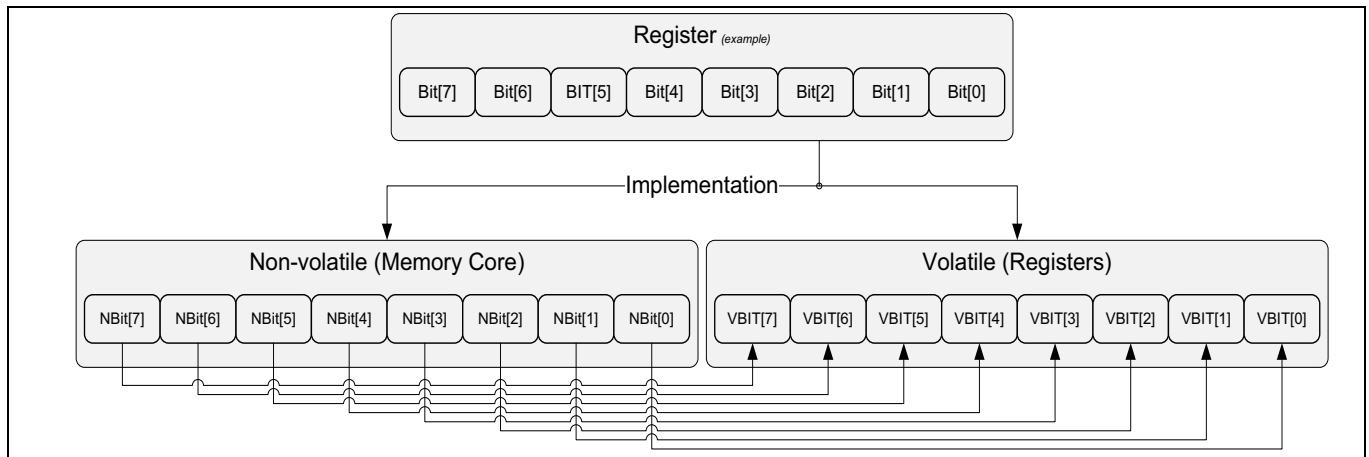 Register (example)
Bit[7] Bit[6] BIT[5] Bit[4] Bit[3] Bit[2] Bit[1] Bit[0]
Implementation
Non-volatile (Memory Core)
NBit[7] NBit[6] NBit[5] NBit[4] NBit[3] NBit[2] NBit[1] NBit[0]
Volatile (Registers)
VBIT[7] VBIT[6] VBIT[5] VBIT[4] VBIT[3] VBIT[2] VBIT[1] VBIT[0]